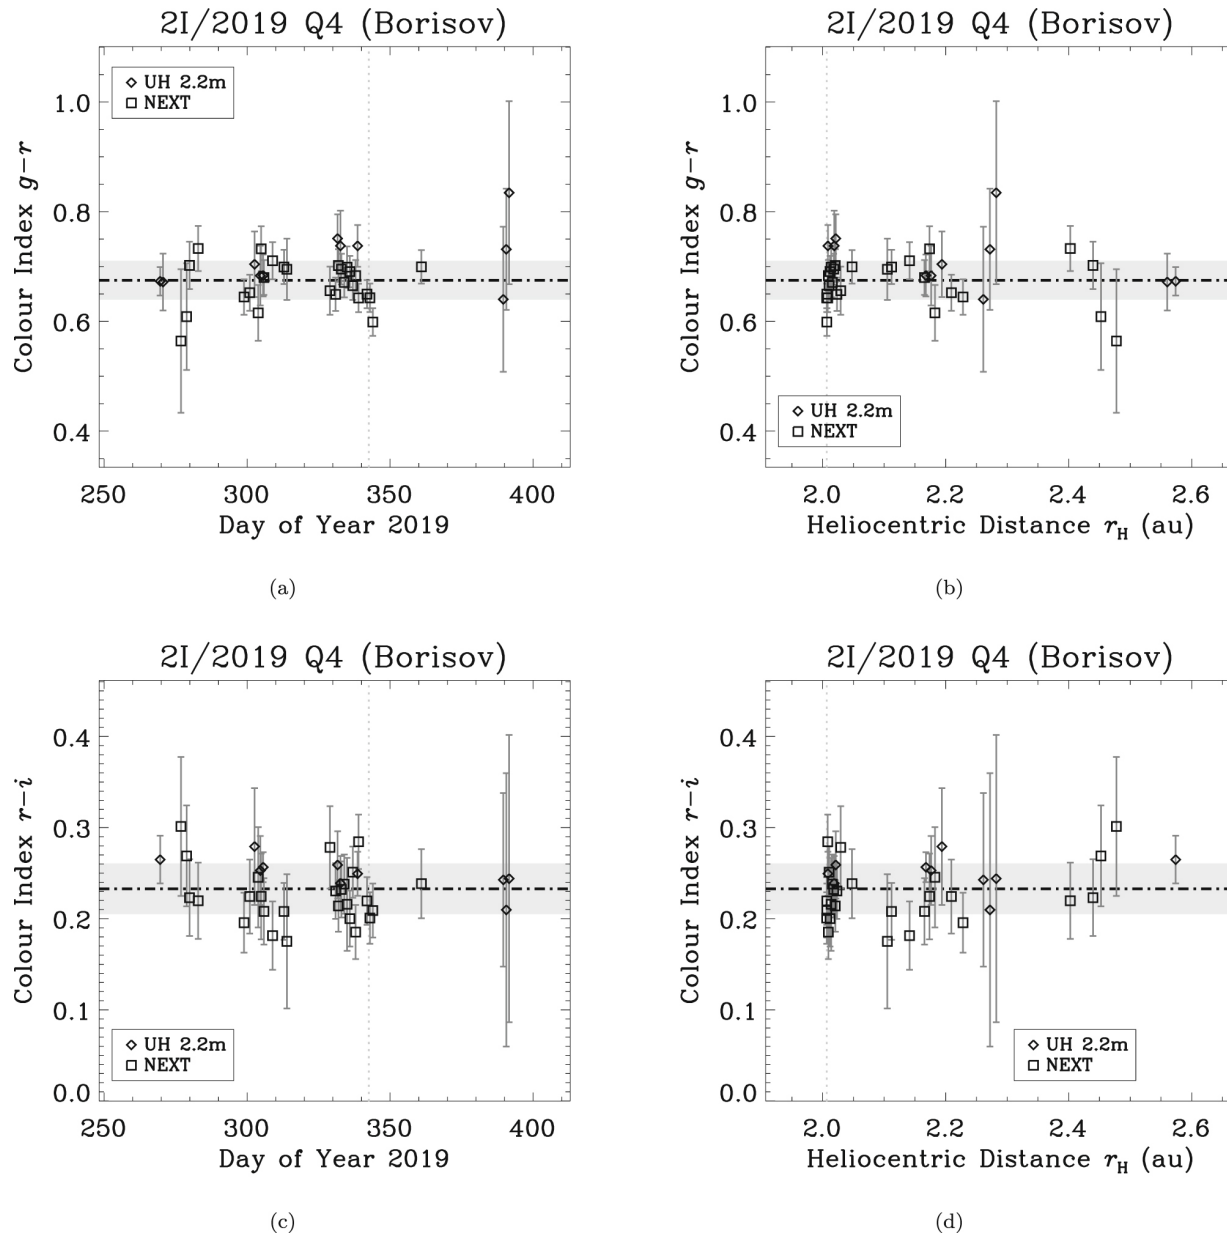 2I/2019 Q4 (Borisov)
Colour Index g−r
1.0
0.8
0.6
0.4
UH 2.2m
NEXT
250 300 350 400
Day of Year 2019
(a)
2I/2019 Q4 (Borisov)
Colour Index g−r
1.0
0.8
0.6
0.4
UH 2.2m
NEXT
2.0 2.2 2.4 2.6
Heliocentric Distance r_H (au)
(b)
2I/2019 Q4 (Borisov)
Colour Index r−i
0.4
0.3
0.2
0.1
0.0
UH 2.2m
NEXT
250 300 350 400
Day of Year 2019
(c)
2I/2019 Q4 (Borisov)
Colour Index r−i
0.4
0.3
0.2
0.1
0.0
UH 2.2m
NEXT
2.0 2.2 2.4 2.6
Heliocentric Distance r_H (au)
(d)